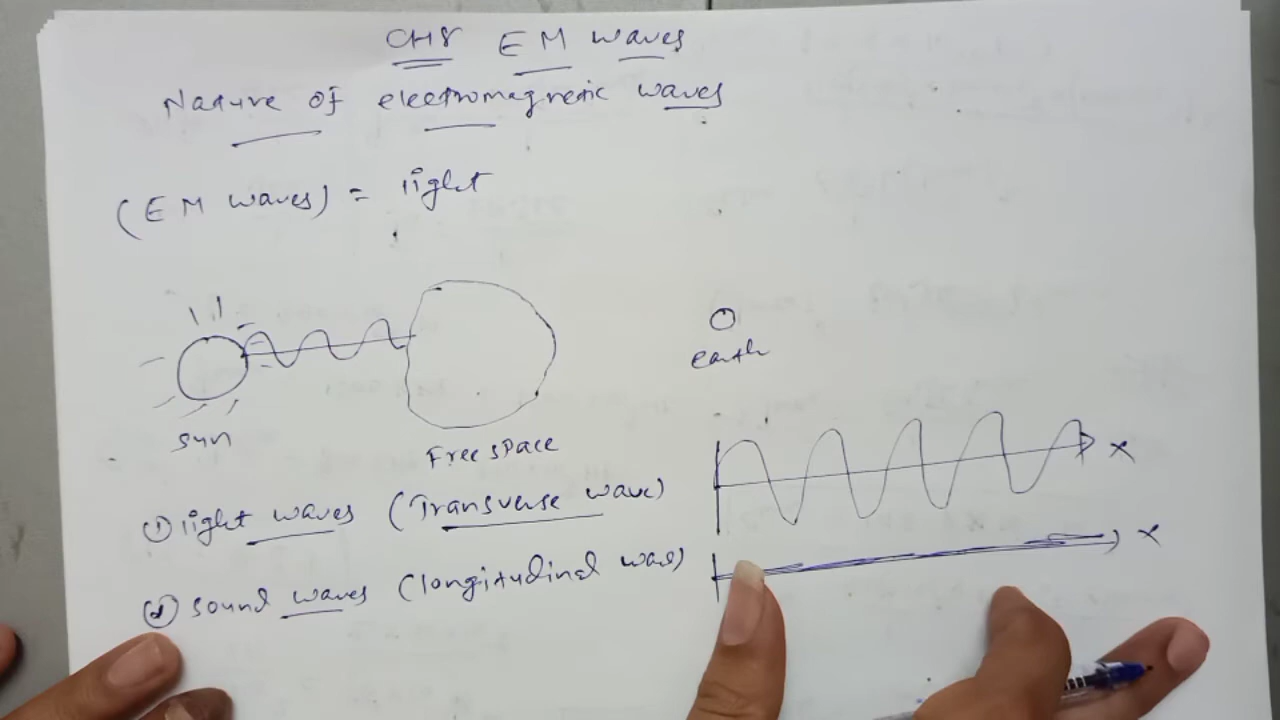 CH8 EM waves
Nature of electromagnetic waves
(EM waves) = light
earth
sun
Free space
x
① light waves (Transverse wave)
x
② sound waves (longitudinal wave)